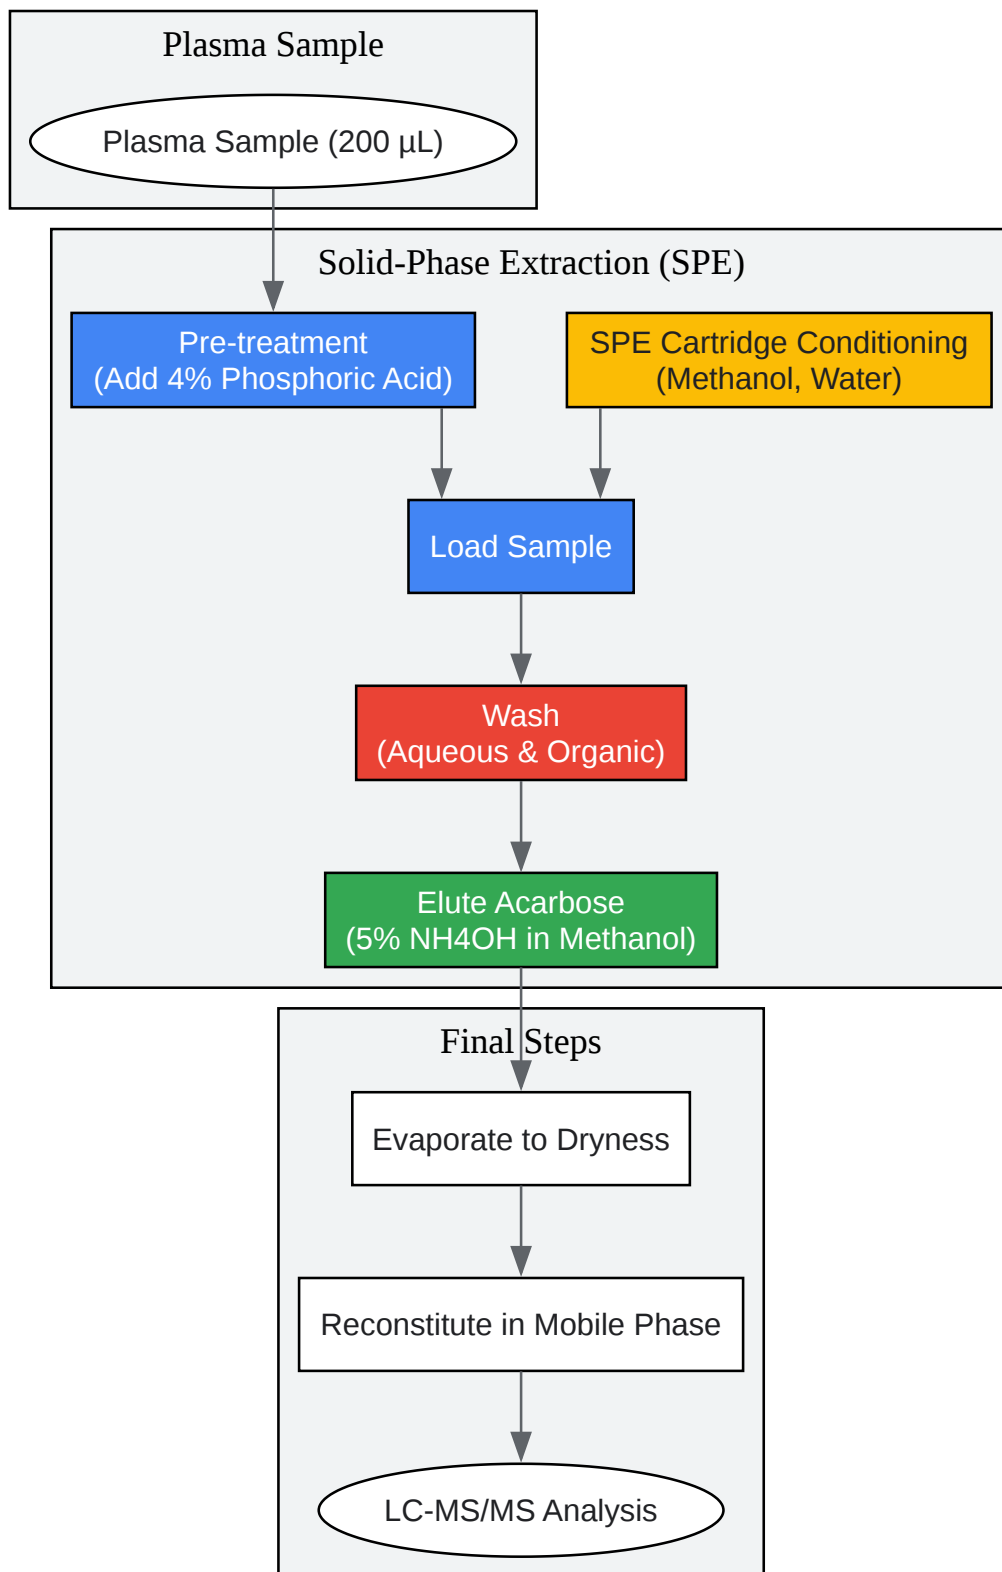 Plasma Sample
Plasma Sample (200 µL)
Solid-Phase Extraction (SPE)
Pre-treatment
(Add 4% Phosphoric Acid)
SPE Cartridge Conditioning
(Methanol, Water)
Load Sample
Wash
(Aqueous & Organic)
Elute Acarbose
(5% NH4OH in Methanol)
Final Steps
Evaporate to Dryness
Reconstitute in Mobile Phase
LC-MS/MS Analysis